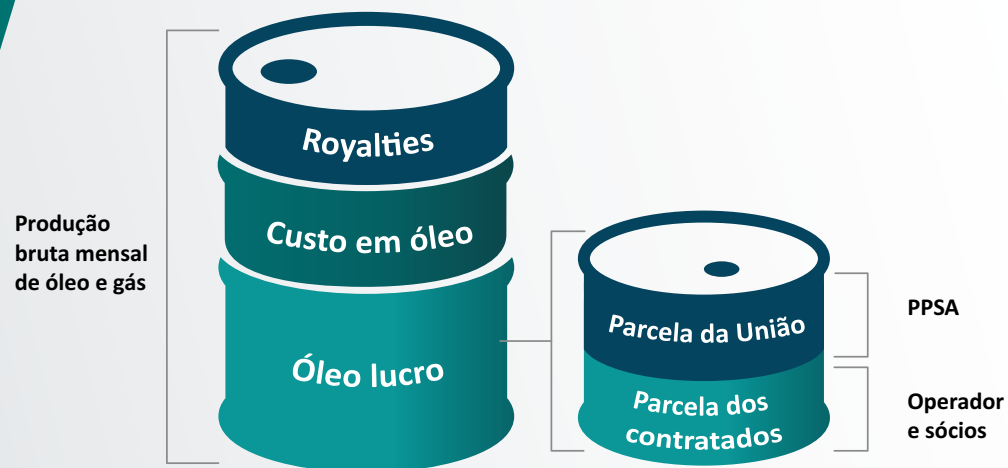 Royalties
Produção
bruta mensal
de óleo e gás
Custo em óleo
Óleo lucro
Parcela da União
PPSA
Parcela dos
contratados
Operador
e sócios